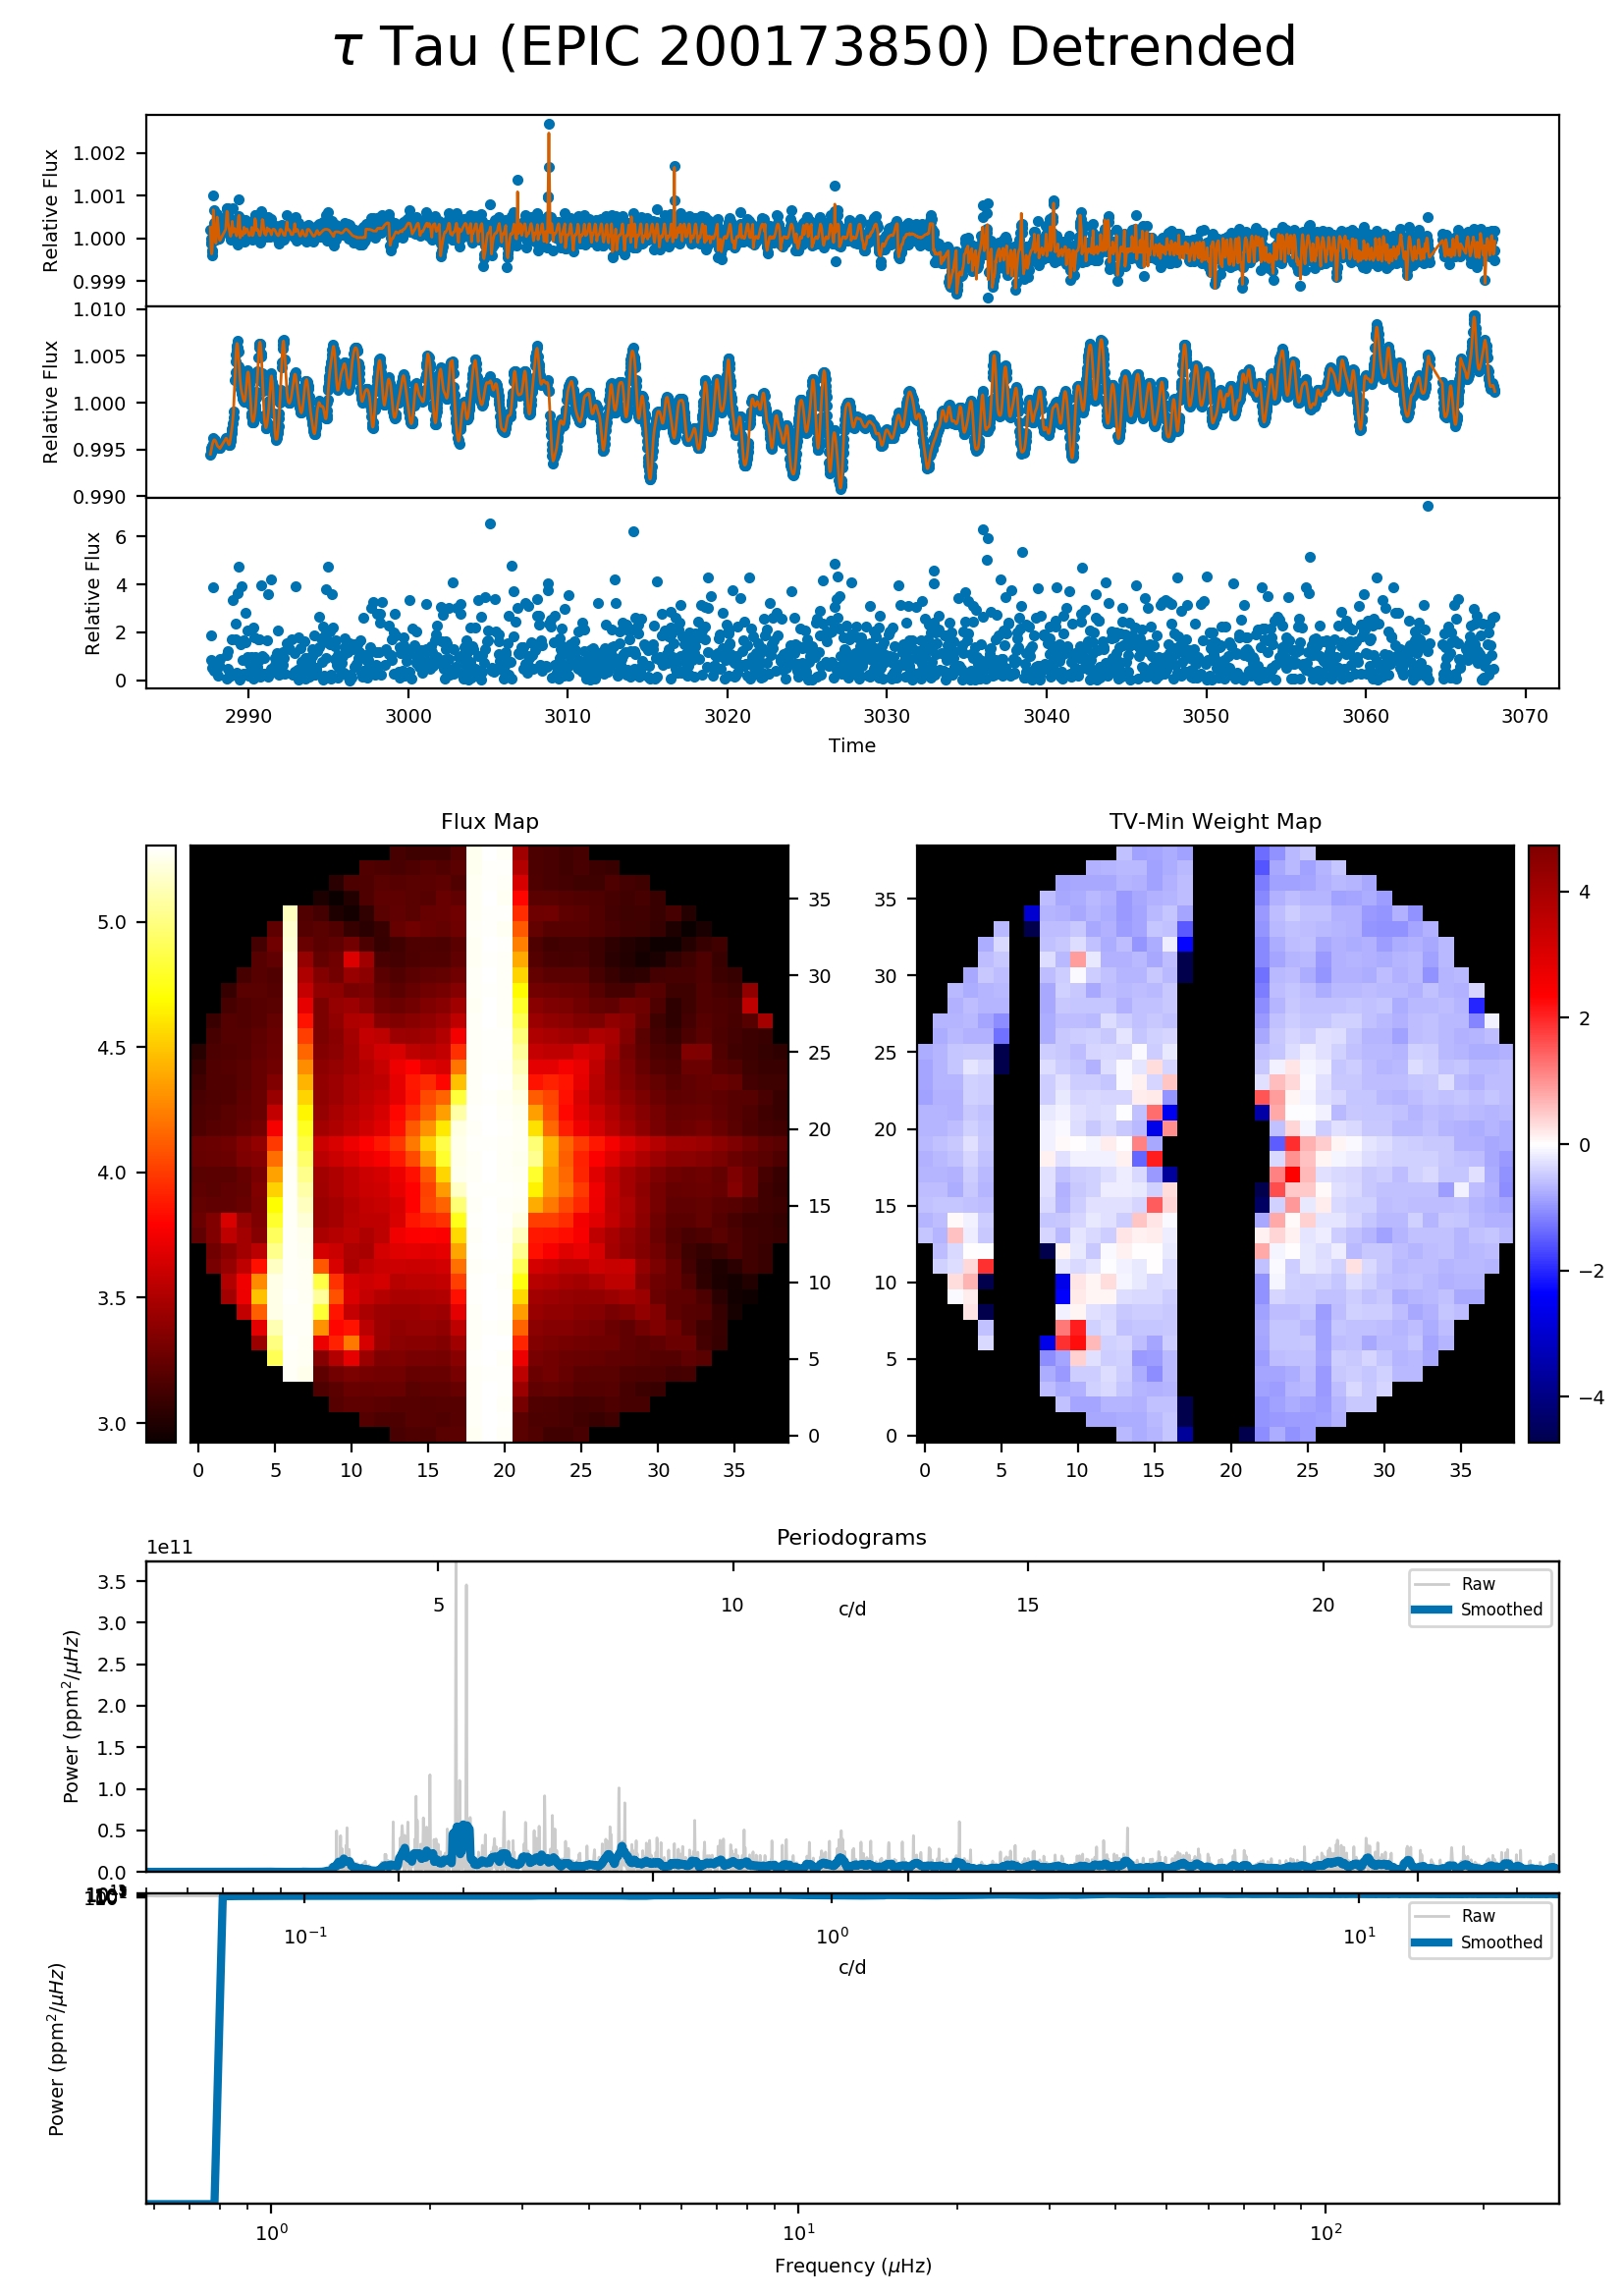 τ Tau (EPIC 200173850) Detrended
1.002
1.001
1.000
0.999
Relative Flux
1.010
1.005
1.000
0.995
0.990
Relative Flux
6
4
2
0
Relative Flux
2990 3000 3010 3020 3030 3040 3050 3060 3070
Time
Flux Map
5.0
4.5
4.0
3.5
3.0
35
30
25
20
15
10
5
0
0 5 10 15 20 25 30 35
TV-Min Weight Map
35
30
25
20
15
10
5
0
0 5 10 15 20 25 30 35
4
2
0
−2
−4
Periodograms
1e11
3.5
3.0
2.5
2.0
1.5
1.0
0.5
0.0
Power (ppm²/μHz)
5 10 15 20
c/d
Raw
Smoothed
10⁻¹ 10⁰ 10¹
c/d
Raw
Smoothed
Power (ppm²/μHz)
10⁰ 10¹ 10²
Frequency (μHz)